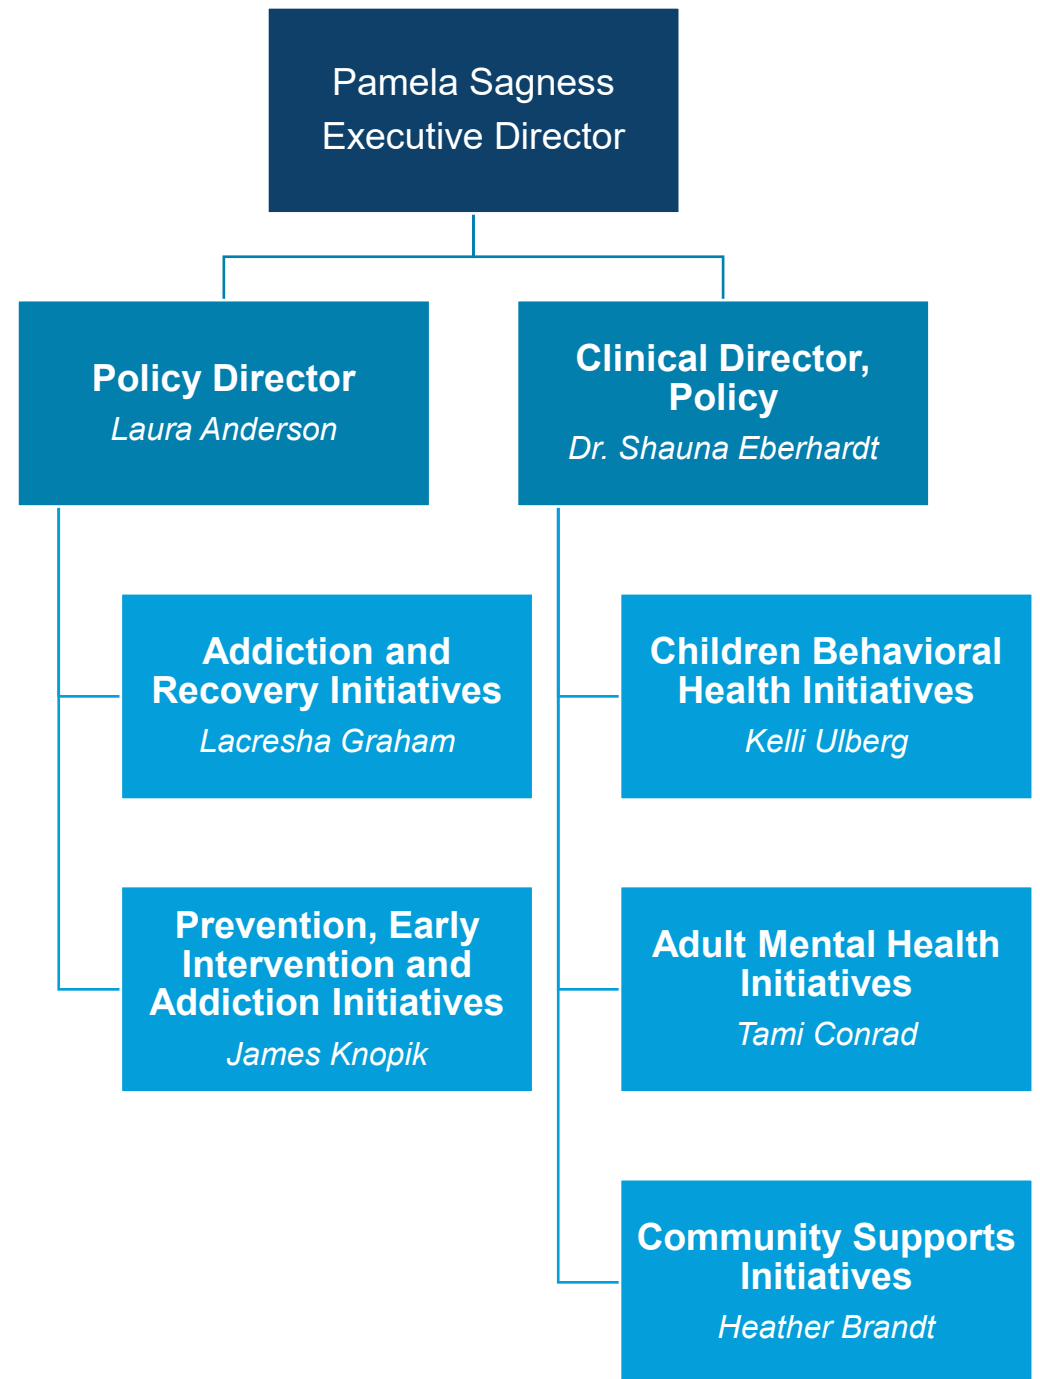 Pamela Sagness
Executive Director
Policy Director
Laura Anderson
Clinical Director,
Policy
Dr. Shauna Eberhardt
Addiction and
Recovery Initiatives
Lacresha Graham
Prevention, Early
Intervention and
Addiction Initiatives
James Knopik
Children Behavioral
Health Initiatives
Kelli Ulberg
Adult Mental Health
Initiatives
Tami Conrad
Community Supports
Initiatives
Heather Brandt